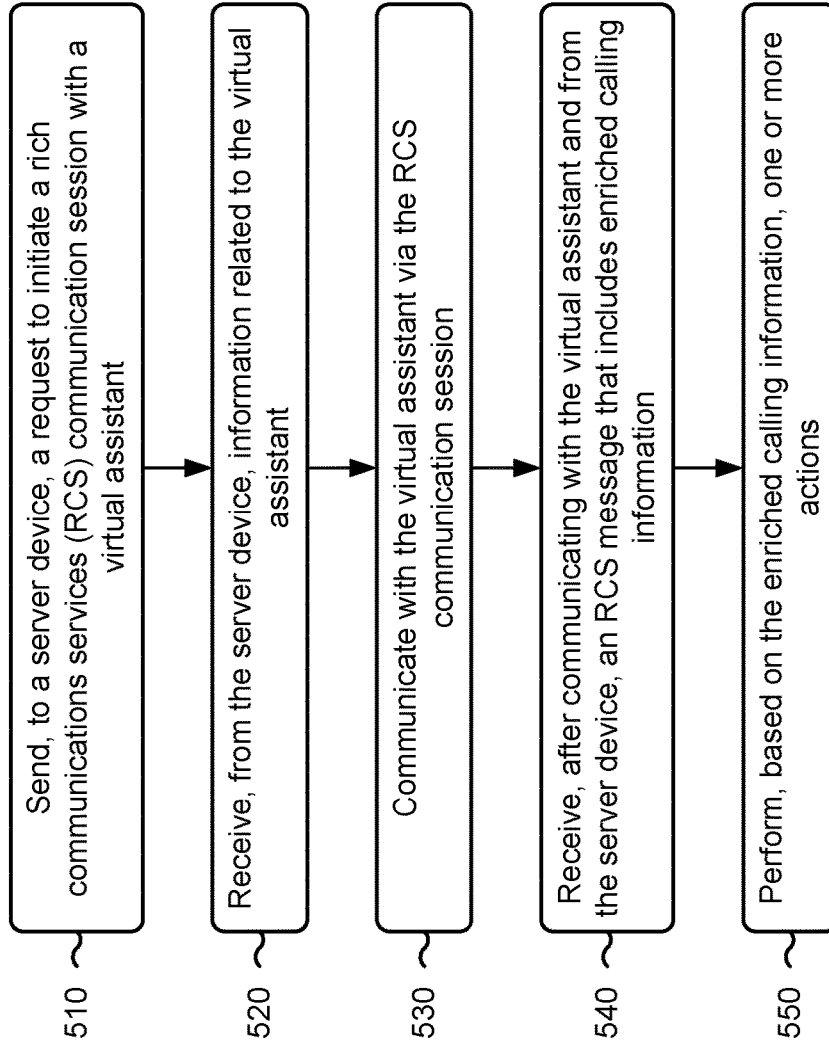 510
Send, to a server device, a request to initiate a rich
communications services (RCS) communication session with a
virtual assistant
520
Receive, from the server device, information related to the virtual
assistant
530
Communicate with the virtual assistant via the RCS
communication session
540
Receive, after communicating with the virtual assistant and from
the server device, an RCS message that includes enriched calling
information
550
Perform, based on the enriched calling information, one or more
actions